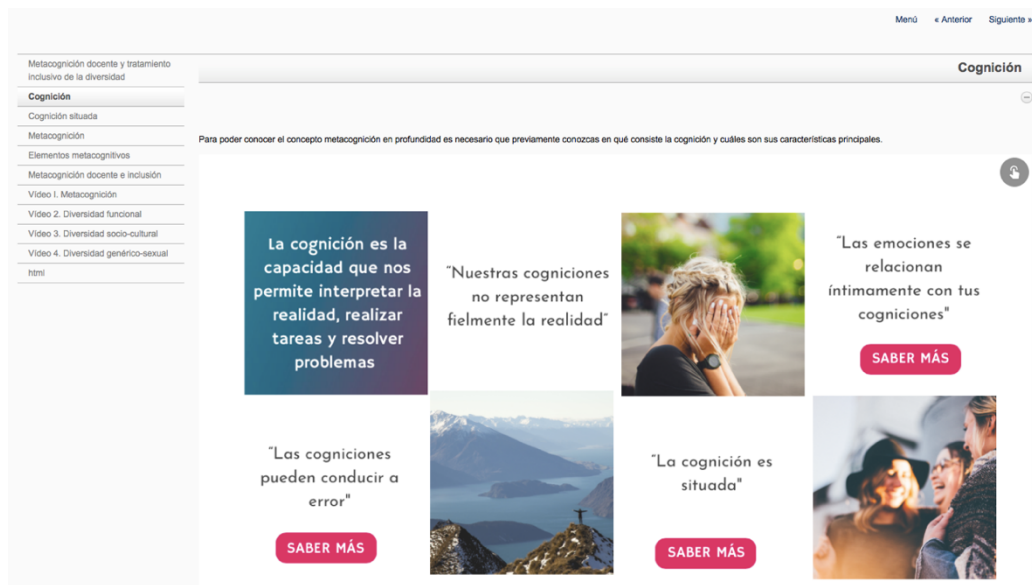 Menú « Anterior Siguiente »
Metacognición docente y tratamiento
inclusivo de la diversidad
Cognición
Cognición situada
Metacognición
Elementos metacognitivos
Metacognición docente e inclusión
Vídeo I. Metacognición
Vídeo 2. Diversidad funcional
Vídeo 3. Diversidad socio-cultural
Vídeo 4. Diversidad genérico-sexual
html
Cognición
Para poder conocer el concepto metacognición en profundidad es necesario que previamente conozcas en qué consiste la cognición y cuáles son sus características principales.
La cognición es la
capacidad que nos
permite interpretar la
realidad, realizar
tareas y resolver
problemas
“Nuestras cogniciones
no representan
fielmente la realidad”
“Las emociones se
relacionan
íntimamente con tus
cogniciones"
SABER MÁS
“Las cogniciones
pueden conducir a
error"
SABER MÁS
“La cognición es
situada"
SABER MÁS